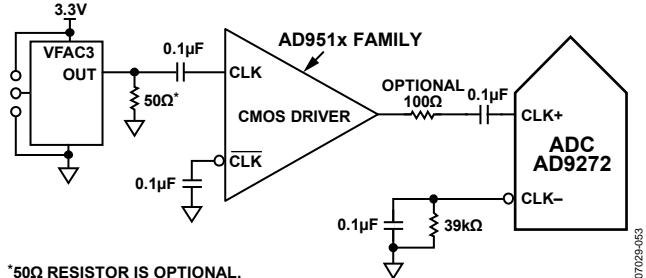 3.3V
VFAC3
OUT
50Ω*
0.1µF
CLK
AD951x FAMILY
CMOS DRIVER
CLK
0.1µF
OPTIONAL
100Ω
0.1µF
CLK+
ADC
AD9272
CLK–
0.1µF
39kΩ
*50Ω RESISTOR IS OPTIONAL.
07029-053